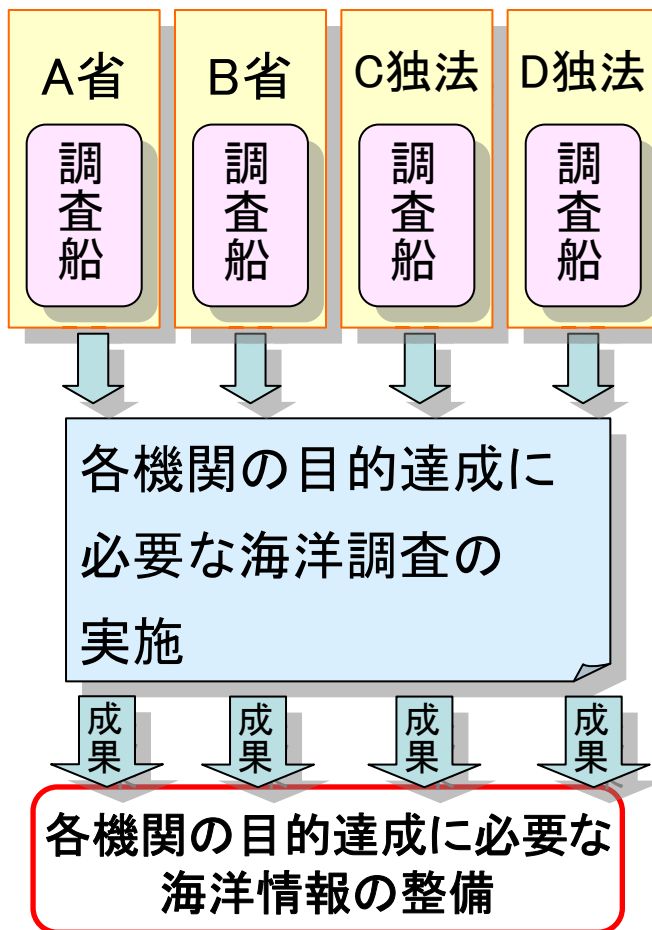 A省
B省
C独法
D独法
調査船
調査船
調査船
調査船
各機関の目的達成に
必要な海洋調査の
実施
成果
成果
成果
成果
各機関の目的達成に必要な
海洋情報の整備